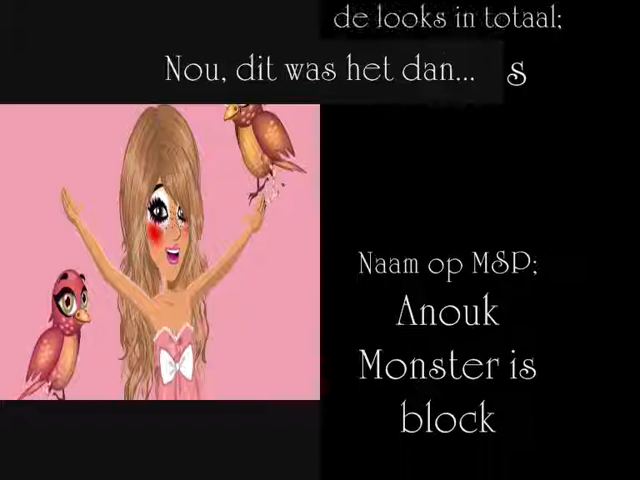 de looks in totaal;
Nou, dit was het dan... s
Naam op MSP;
Anouk
Monster is
block